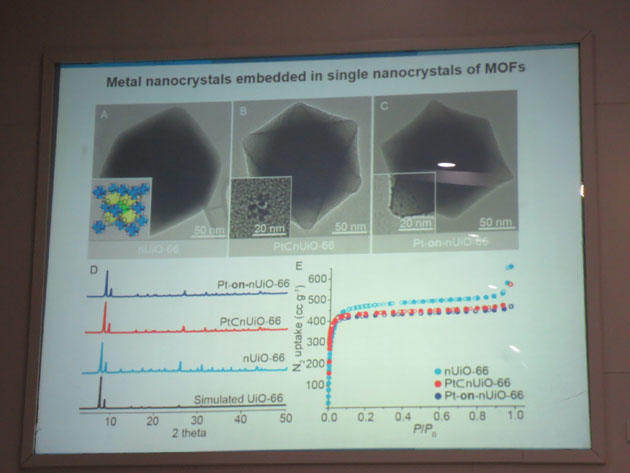 Metal nanocrystals embedded in single nanocrystals of MOFs
A
B
C
50 nm
20 nm
50 nm
20 nm
50 nm
nUiO-66
PtCnUiO-66
Pt-on-nUiO-66
D
Pt-on-nUiO-66
PtCnUiO-66
nUiO-66
Simulated UiO-66
10 20 30 40 50
2 theta
E
N2 uptake (cc g-1)
600
500
400
300
200
100
nUiO-66
PtCnUiO-66
Pt-on-nUiO-66
0.0 0.2 0.4 0.6 0.8 1.0
P/P0